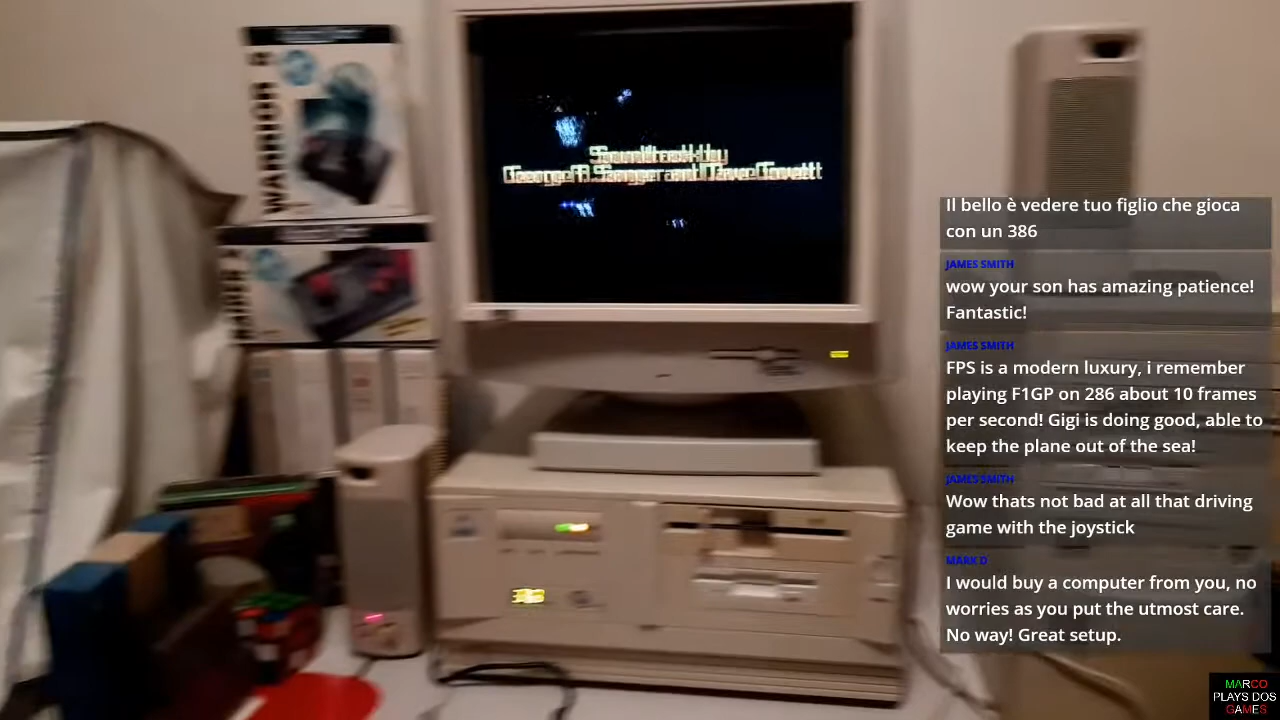 Soundtrack by
George A. Sanger and Dave Govett
Il bello è vedere tuo figlio che gioca
con un 386
JAMES SMITH
wow your son has amazing patience!
Fantastic!
JAMES SMITH
FPS is a modern luxury, i remember
playing F1GP on 286 about 10 frames
per second! Gigi is doing good, able to
keep the plane out of the sea!
JAMES SMITH
Wow thats not bad at all that driving
game with the joystick
MARK D
I would buy a computer from you, no
worries as you put the utmost care.
No way! Great setup.
MARCO
PLAYS DOS
GAMES